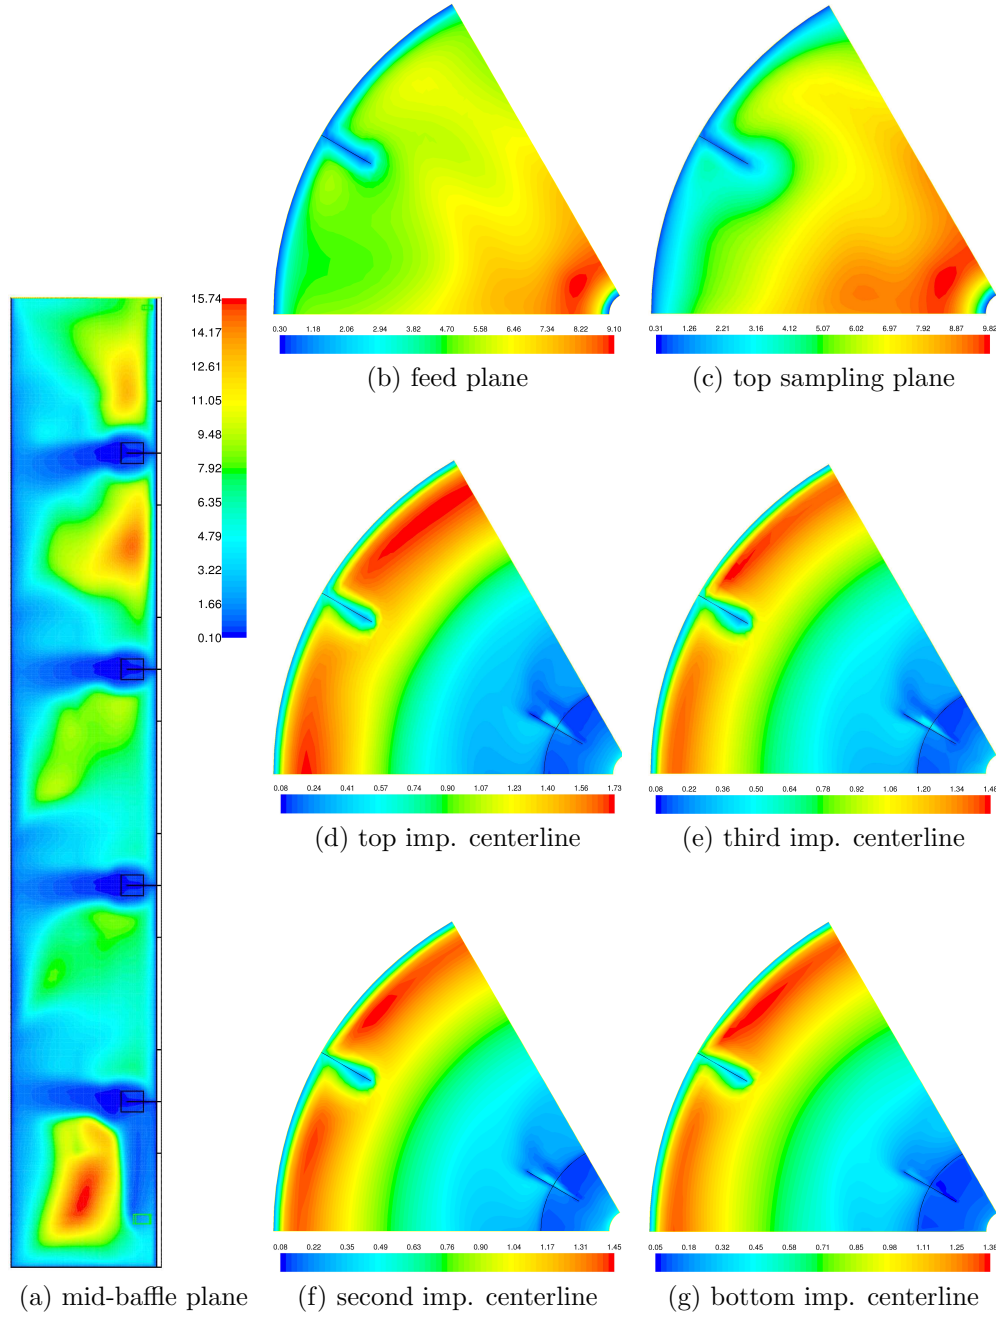 0.30 1.18 2.06 2.94 3.82 4.70 5.58 6.46 7.34 8.22 9.10
(b) feed plane
0.31 1.26 2.21 3.16 4.12 5.07 6.02 6.97 7.92 8.87 9.82
(c) top sampling plane
15.74
14.17
12.61
11.05
9.48
7.92
6.35
4.79
3.22
1.66
0.10
0.08 0.24 0.41 0.57 0.74 0.90 1.07 1.23 1.40 1.56 1.73
(d) top imp. centerline
0.08 0.22 0.36 0.50 0.64 0.78 0.92 1.06 1.20 1.34 1.48
(e) third imp. centerline
(a) mid-baffle plane
0.08 0.22 0.35 0.49 0.63 0.76 0.90 1.04 1.17 1.31 1.45
(f) second imp. centerline
0.05 0.18 0.32 0.45 0.58 0.71 0.85 0.98 1.11 1.25 1.38
(g) bottom imp. centerline